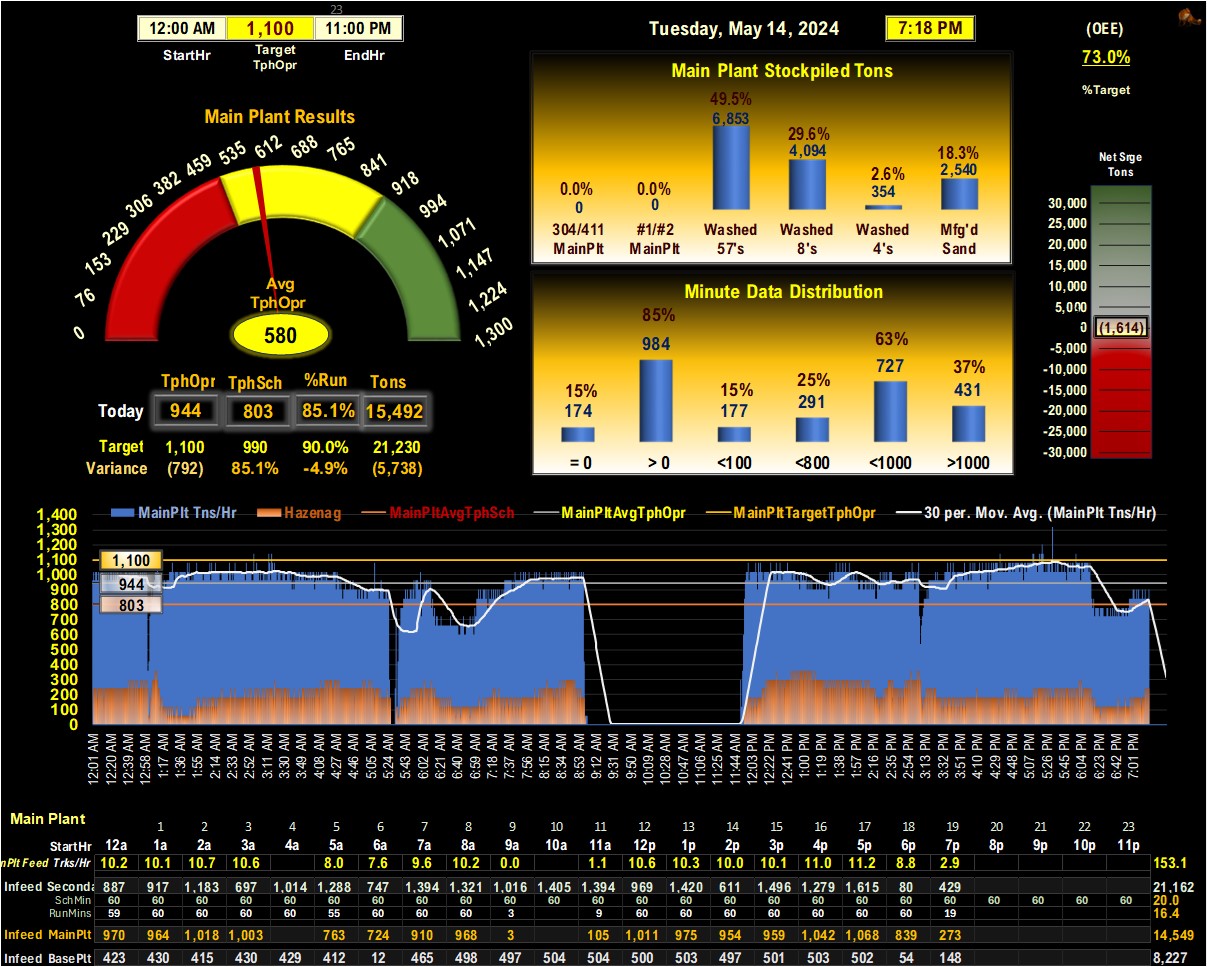 23
12:00 AM 1,100 11:00 PM
StartHr Target TphOpr EndHr
Tuesday, May 14, 2024 7:18 PM
(OEE)
73.0%
%Target
Main Plant Results
0 76 153 229 306 382 459 535 612 688 765 841 918 994 1,071 1,147 1,224 1,300
Avg
TphOpr
580
TphOpr TphSch %Run Tons
Today 944 803 85.1% 15,492
Target 1,100 990 90.0% 21,230
Variance (792) 85.1% -4.9% (5,738)
Main Plant Stockpiled Tons
0.0% 0.0% 49.5% 29.6% 2.6% 18.3%
0 0 6,853 4,094 354 2,540
304/411 #1/#2 Washed Washed Washed Mfg'd
MainPlt MainPlt 57's 8's 4's Sand
Minute Data Distribution
15% 85% 15% 25% 63% 37%
174 984 177 291 727 431
= 0 > 0 <100 <800 <1000 >1000
Net Srge
Tons
30,000
25,000
20,000
15,000
10,000
5,000
0 (1,614)
-5,000
-10,000
-15,000
-20,000
-25,000
-30,000
MainPlt Tns/Hr Hazenag MainPltAvgTphSch MainPltAvgTphOpr MainPltTargetTphOpr 30 per. Mov. Avg. (MainPlt Tns/Hr)
1,400
1,300
1,200
1,100 1,100
1,000
900 944
800 803
700
600
500
400
300
200
100
0
12:01 AM 12:20 AM 12:39 AM 12:58 AM 1:17 AM 1:36 AM 1:55 AM 2:14 AM 2:33 AM 2:52 AM 3:11 AM 3:30 AM 3:49 AM 4:08 AM 4:27 AM 4:46 AM 5:05 AM 5:24 AM 5:43 AM 6:02 AM 6:21 AM 6:40 AM 6:59 AM 7:18 AM 7:37 AM 7:56 AM 8:15 AM 8:34 AM 8:53 AM 9:12 AM 9:31 AM 9:50 AM 10:09 AM 10:28 AM 10:47 AM 11:06 AM 11:25 AM 11:44 AM 12:03 PM 12:22 PM 12:41 PM 1:00 PM 1:19 PM 1:38 PM 1:57 PM 2:16 PM 2:35 PM 2:54 PM 3:13 PM 3:32 PM 3:51 PM 4:10 PM 4:29 PM 4:48 PM 5:07 PM 5:26 PM 5:45 PM 6:04 PM 6:23 PM 6:42 PM 7:01 PM
Main Plant
1 2 3 4 5 6 7 8 9 10 11 12 13 14 15 16 17 18 19 20 21 22 23
StartHr 12a 1a 2a 3a 4a 5a 6a 7a 8a 9a 10a 11a 12p 1p 2p 3p 4p 5p 6p 7p 8p 9p 10p 11p
nPlt Feed Trks/Hr 10.2 10.1 10.7 10.6 8.0 7.6 9.6 10.2 0.0 1.1 10.6 10.3 10.0 10.1 11.0 11.2 8.8 2.9 153.1
Infeed Seconda 887 917 1,183 697 1,014 1,288 747 1,394 1,321 1,016 1,405 1,394 969 1,420 611 1,496 1,279 1,615 80 429 21,162
SchMin 60 60 60 60 60 60 60 60 60 60 60 60 60 60 60 60 60 60 60 60 60 60 60 60 20.0
RunMins 59 60 60 60 55 60 60 60 3 9 60 60 60 60 60 60 60 19 16.4
Infeed MainPlt 970 964 1,018 1,003 763 724 910 968 3 105 1,011 975 954 959 1,042 1,068 839 273 14,549
Infeed BasePlt 423 430 415 430 429 412 12 465 498 497 504 504 500 503 497 501 503 502 54 148 8,227